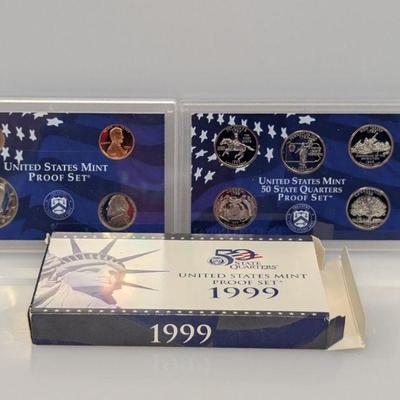 UNITED STATES MINT
PROOF SET
UNITED STATES MINT
50 STATE QUARTERS
PROOF SET™
50
STATE
QUARTERS
UNITED STATES MINT
PROOF SET™
1999
1999